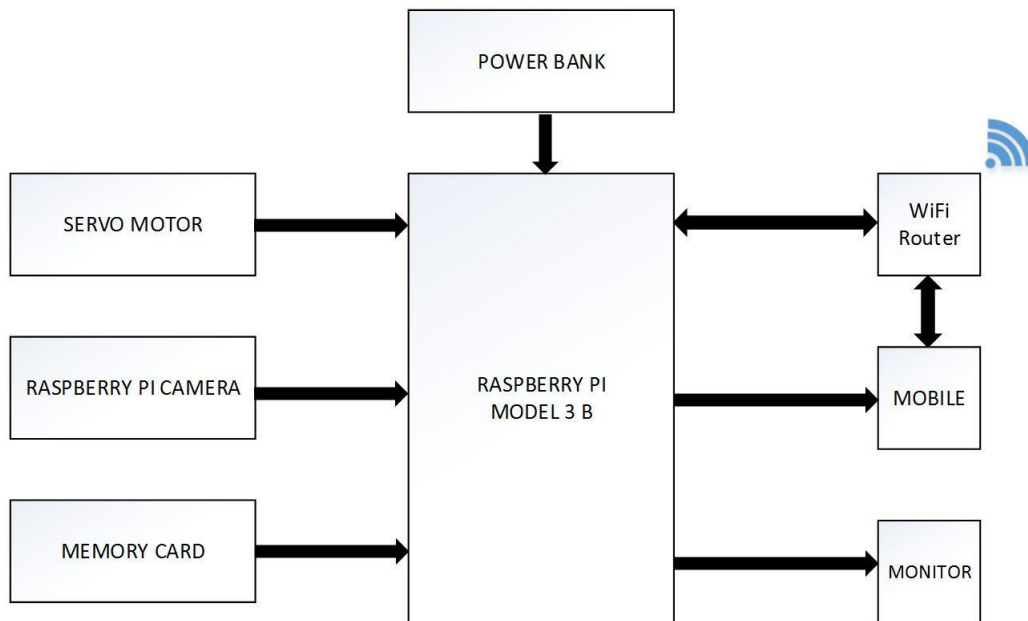 POWER BANK
SERVO MOTOR
WiFi
Router
RASPBERRY PI CAMERA
RASPBERRY PI
MODEL 3 B
MOBILE
MEMORY CARD
MONITOR